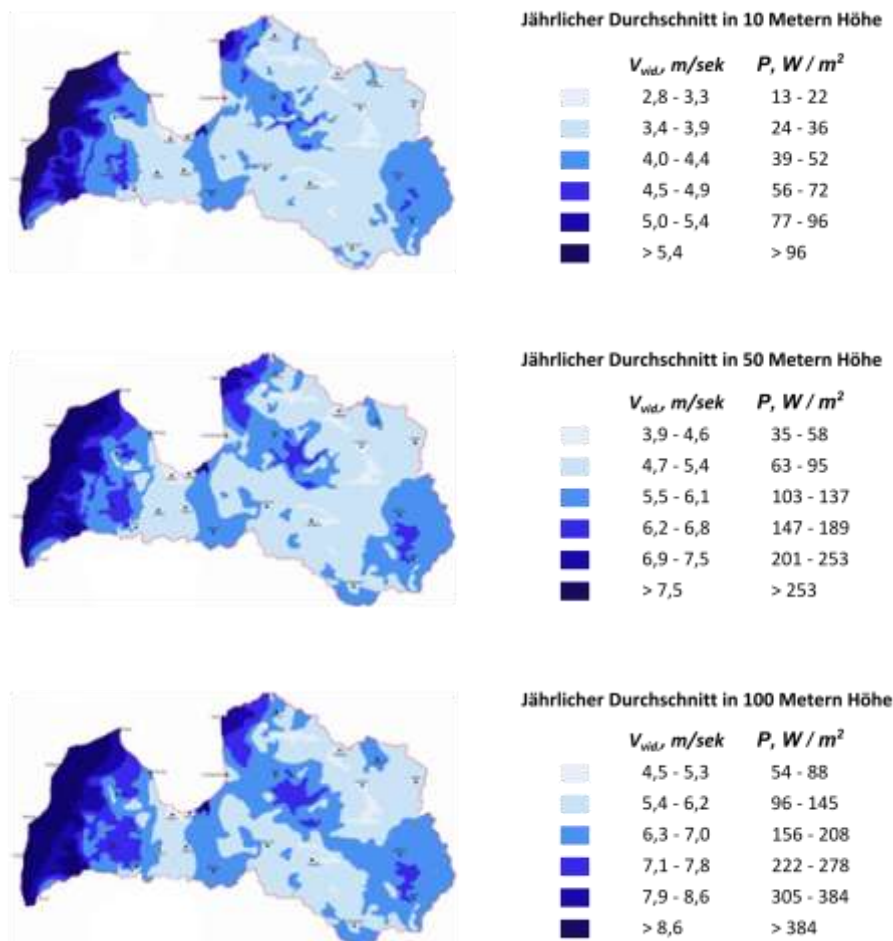 Jährlicher Durchschnitt in 10 Metern Höhe
V_vid., m/sek P, W / m²
2,8 - 3,3 13 - 22
3,4 - 3,9 24 - 36
4,0 - 4,4 39 - 52
4,5 - 4,9 56 - 72
5,0 - 5,4 77 - 96
> 5,4 > 96
Jährlicher Durchschnitt in 50 Metern Höhe
V_vid., m/sek P, W / m²
3,9 - 4,6 35 - 58
4,7 - 5,4 63 - 95
5,5 - 6,1 103 - 137
6,2 - 6,8 147 - 189
6,9 - 7,5 201 - 253
> 7,5 > 253
Jährlicher Durchschnitt in 100 Metern Höhe
V_vid., m/sek P, W / m²
4,5 - 5,3 54 - 88
5,4 - 6,2 96 - 145
6,3 - 7,0 156 - 208
7,1 - 7,8 222 - 278
7,9 - 8,6 305 - 384
> 8,6 > 384